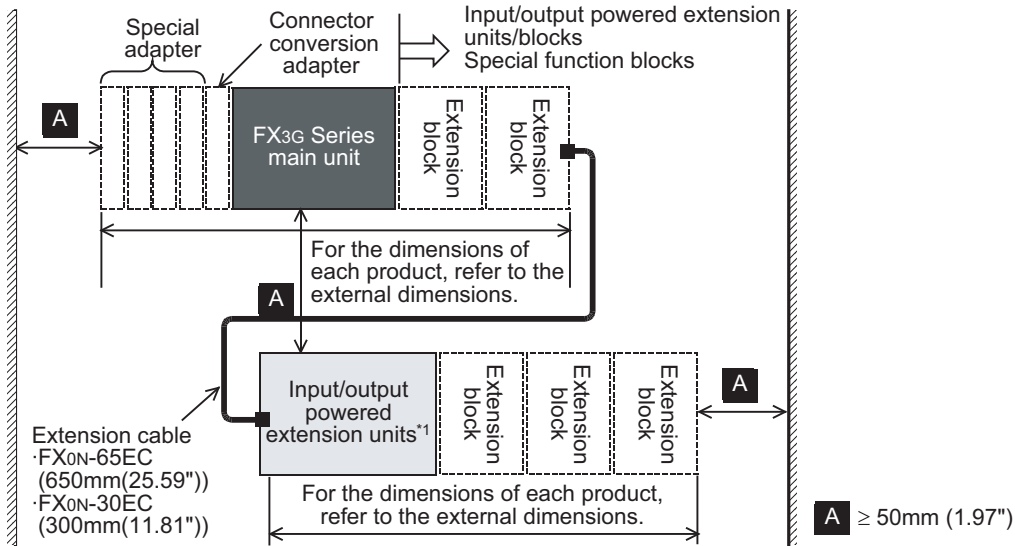 Special
adapter
Connector
conversion
adapter
Input/output powered extension
units/blocks
Special function blocks
A
FX3G Series
main unit
Extension
block
Extension
block
For the dimensions of
each product, refer to the
external dimensions.
A
Input/output
powered
extension units*1
Extension
block
Extension
block
Extension
block
A
Extension cable
·FX0N-65EC
(650mm(25.59"))
·FX0N-30EC
(300mm(11.81"))
For the dimensions of each product,
refer to the external dimensions.
A ≥ 50mm (1.97")